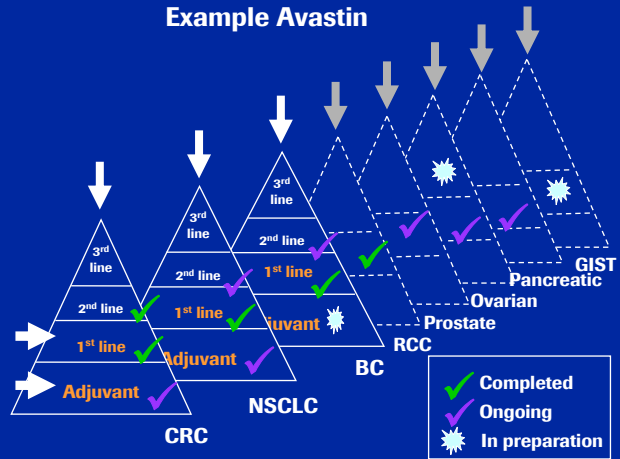 Example Avastin
3rd
line
2nd line
1st line
Adjuvant
CRC
3rd
line
2nd line
1st line
Adjuvant
NSCLC
3rd
line
2nd line
1st line
juvant
BC
RCC
Prostate
Ovarian
Pancreatic
GIST
Completed
Ongoing
In preparation